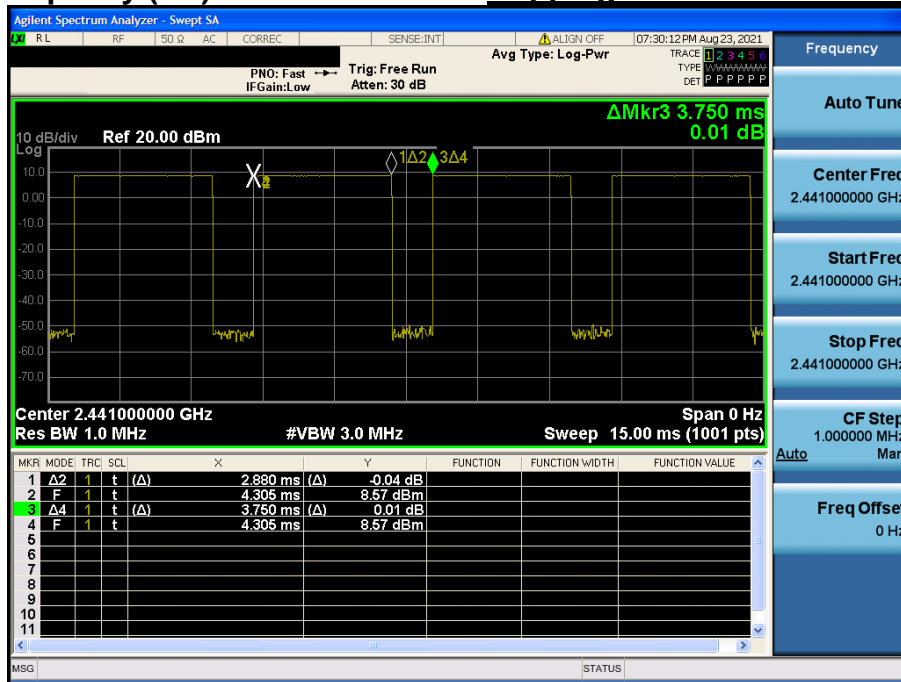 Agilent Spectrum Analyzer - Swept SA
LXI RL RF 50 Ω AC CORREC SENSE:INT ALIGN OFF 07:30:12 PM Aug 23, 2021
PNO: Fast
IFGain:Low
Trig: Free Run
Atten: 30 dB
Avg Type: Log-Pwr
TRACE 1 2 3 4 5 6
TYPE
DET P P P P P P
ΔMkr3 3.750 ms
0.01 dB
10 dB/div Ref 20.00 dBm
Log
10.0
0.00
-10.0
-20.0
-30.0
-40.0
-50.0
-60.0
-70.0
X 2 1Δ2 3Δ4
Center 2.441000000 GHz Span 0 Hz
Res BW 1.0 MHz #VBW 3.0 MHz Sweep 15.00 ms (1001 pts)
MKR MODE TRC SCL X Y FUNCTION FUNCTION WIDTH FUNCTION VALUE
1 Δ2 1 t (Δ) 2.880 ms (Δ) -0.04 dB
2 F 1 t 4.305 ms 8.57 dBm
3 Δ4 1 t (Δ) 3.750 ms (Δ) 0.01 dB
4 F 1 t 4.305 ms 8.57 dBm
5
6
7
8
9
10
11
MSG STATUS
Frequency
Auto Tune
Center Freq
2.441000000 GHz
Start Freq
2.441000000 GHz
Stop Freq
2.441000000 GHz
CF Step
1.000000 MHz
Auto Man
Freq Offset
0 Hz